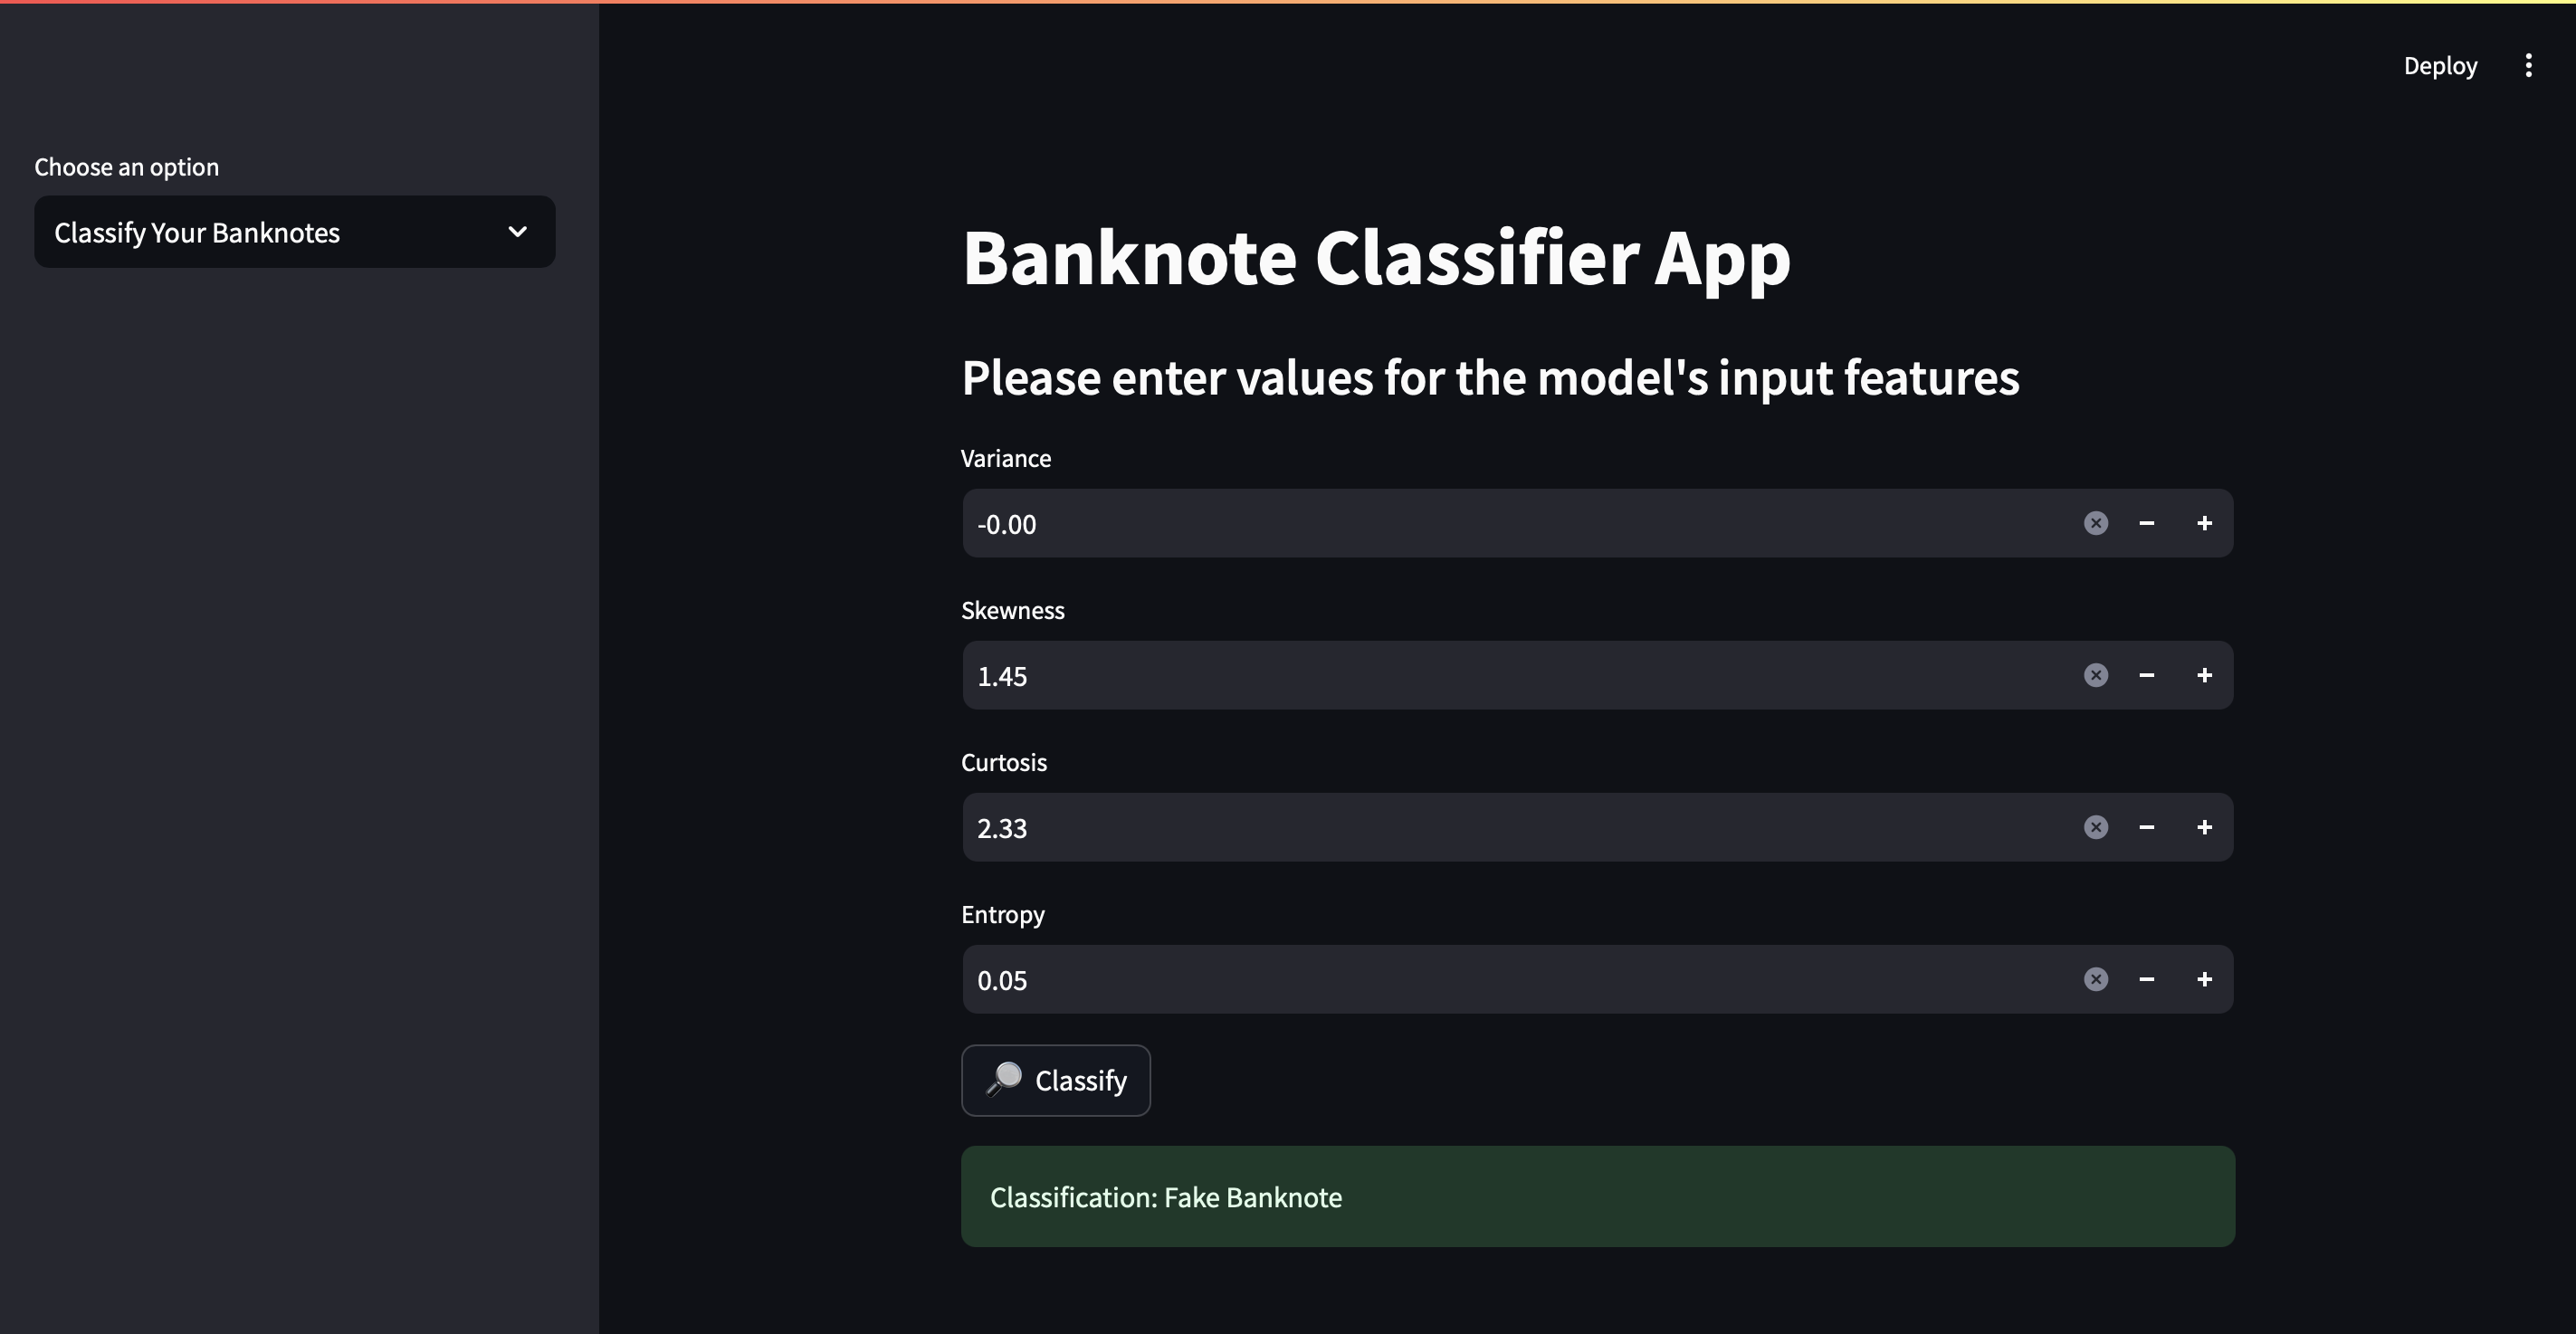 Deploy
Choose an option
Classify Your Banknotes
Banknote Classifier App
Please enter values for the model's input features
Variance
-0.00
Skewness
1.45
Curtosis
2.33
Entropy
0.05
Classify
Classification: Fake Banknote